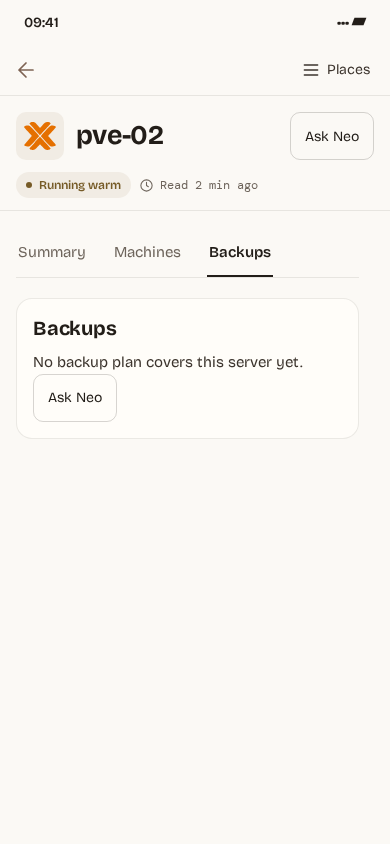 09:41
Places
pve-02
Ask Neo
Running warm
Read 2 min ago
Summary
Machines
Backups
Backups
No backup plan covers this server yet.
Ask Neo